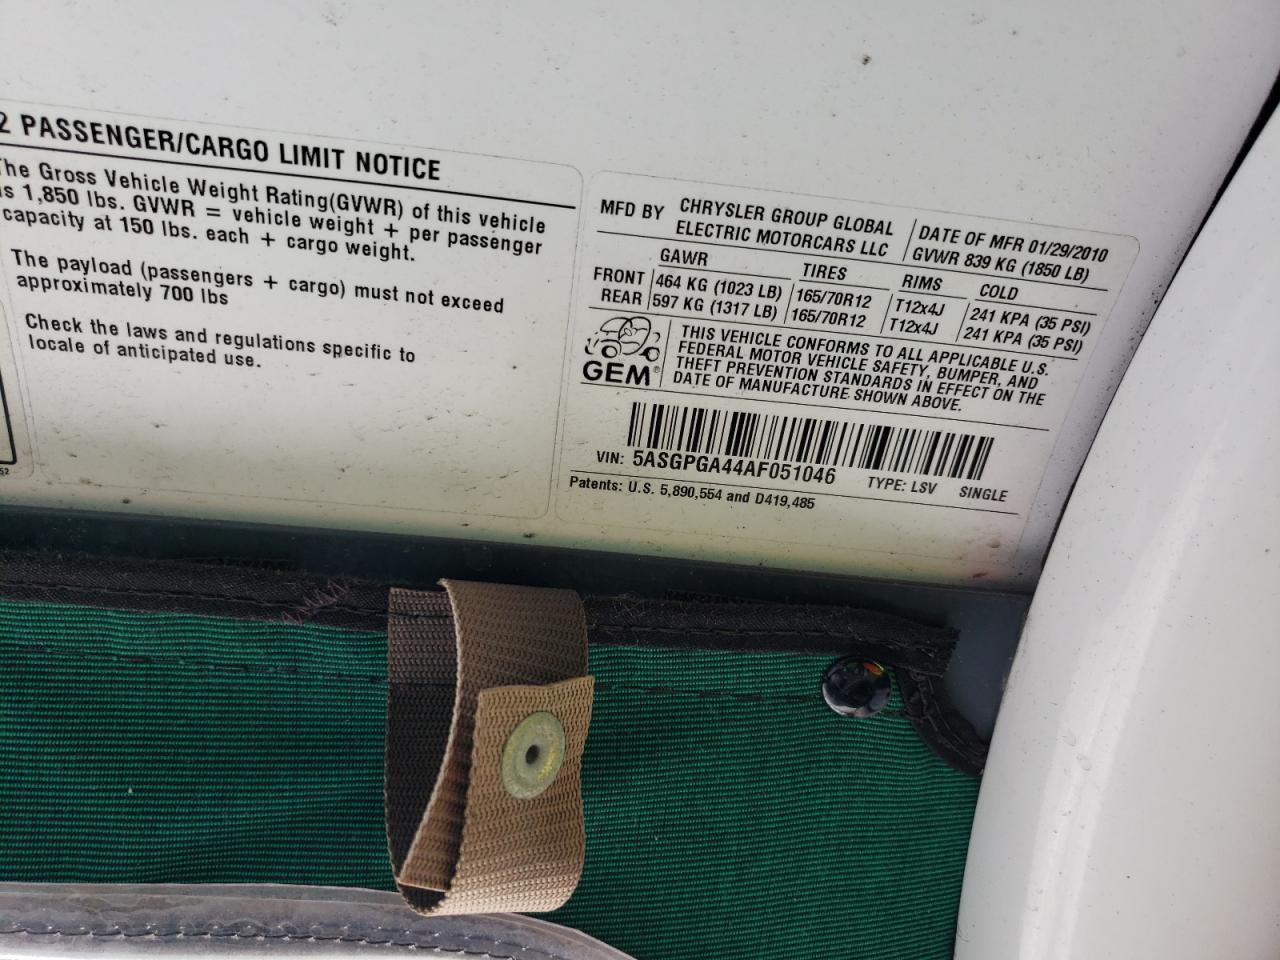 2 PASSENGER/CARGO LIMIT NOTICE
The Gross Vehicle Weight Rating(GVWR) of this vehicle
is 1,850 lbs. GVWR = vehicle weight + per passenger
capacity at 150 lbs. each + cargo weight.
The payload (passengers + cargo) must not exceed
approximately 700 lbs
Check the laws and regulations specific to
locale of anticipated use.
52
MFD BY CHRYSLER GROUP GLOBAL
ELECTRIC MOTORCARS LLC
DATE OF MFR 01/29/2010
GVWR 839 KG (1850 LB)
GAWR TIRES RIMS COLD
FRONT 464 KG (1023 LB) 165/70R12 T12x4J 241 KPA (35 PSI)
REAR 597 KG (1317 LB) 165/70R12 T12x4J 241 KPA (35 PSI)
GEM®
THIS VEHICLE CONFORMS TO ALL APPLICABLE U.S.
FEDERAL MOTOR VEHICLE SAFETY, BUMPER, AND
THEFT PREVENTION STANDARDS IN EFFECT ON THE
DATE OF MANUFACTURE SHOWN ABOVE.
VIN: 5ASGPGA44AF051046 TYPE: LSV SINGLE
Patents: U.S. 5,890,554 and D419,485